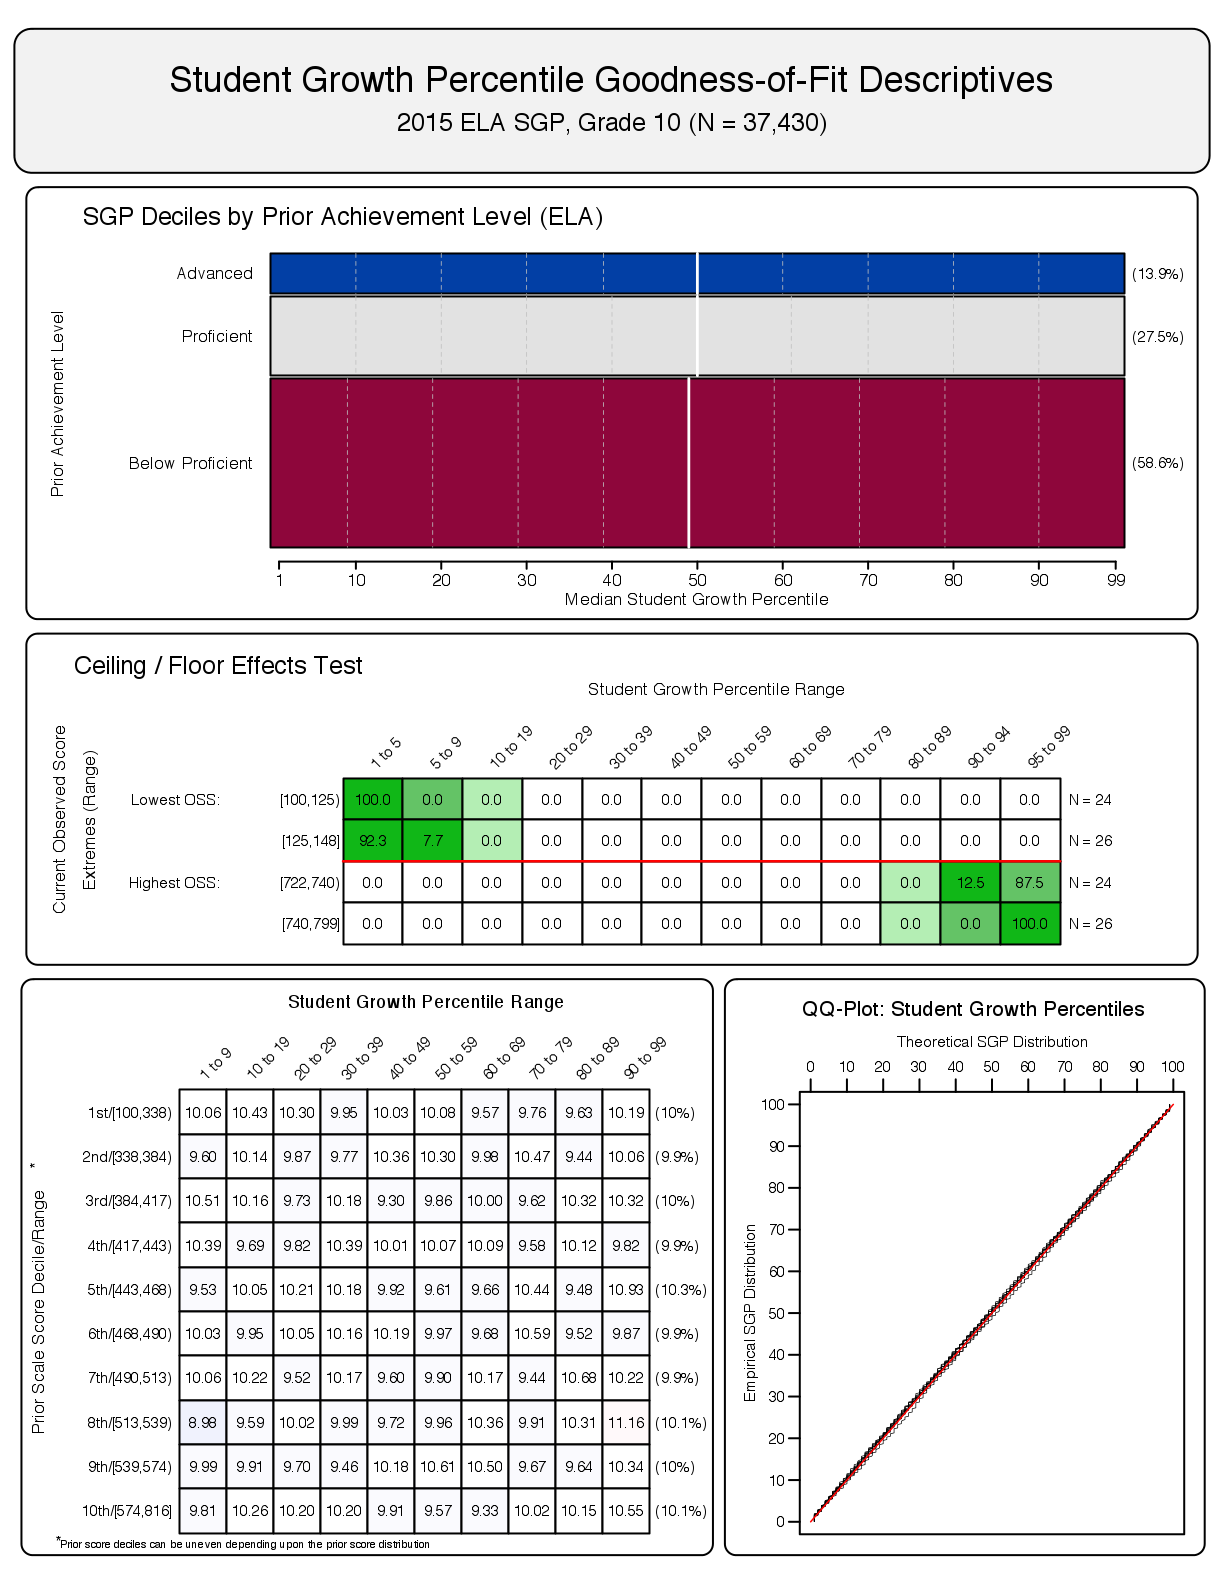 Student Growth Percentile Goodness-of-Fit Descriptives
2015 ELA SGP, Grade 10 (N = 37,430)
SGP Deciles by Prior Achievement Level (ELA)
Prior Achievement Level
Advanced (13.9%)
Proficient (27.5%)
Below Proficient (58.6%)
1 10 20 30 40 50 60 70 80 90 99
Median Student Growth Percentile
Ceiling / Floor Effects Test
Student Growth Percentile Range
Current Observed Score
Extremes (Range)
1 to 5 5 to 9 10 to 19 20 to 29 30 to 39 40 to 49 50 to 59 60 to 69 70 to 79 80 to 89 90 to 94 95 to 99
Lowest OSS: [100,125) 100.0 0.0 0.0 0.0 0.0 0.0 0.0 0.0 0.0 0.0 0.0 0.0 N = 24
[125,148] 92.3 7.7 0.0 0.0 0.0 0.0 0.0 0.0 0.0 0.0 0.0 0.0 N = 26
Highest OSS: [722,740) 0.0 0.0 0.0 0.0 0.0 0.0 0.0 0.0 0.0 0.0 12.5 87.5 N = 24
[740,799] 0.0 0.0 0.0 0.0 0.0 0.0 0.0 0.0 0.0 0.0 0.0 100.0 N = 26
Student Growth Percentile Range
Prior Scale Score Decile/Range *
1 to 9 10 to 19 20 to 29 30 to 39 40 to 49 50 to 59 60 to 69 70 to 79 80 to 89 90 to 99
1st/[100,338) 10.06 10.43 10.30 9.95 10.03 10.08 9.57 9.76 9.63 10.19 (10%)
2nd/[338,384) 9.60 10.14 9.87 9.77 10.36 10.30 9.98 10.47 9.44 10.06 (9.9%)
3rd/[384,417) 10.51 10.16 9.73 10.18 9.30 9.86 10.00 9.62 10.32 10.32 (10%)
4th/[417,443) 10.39 9.69 9.82 10.39 10.01 10.07 10.09 9.58 10.12 9.82 (9.9%)
5th/[443,468) 9.53 10.05 10.21 10.18 9.92 9.61 9.66 10.44 9.48 10.93 (10.3%)
6th/[468,490) 10.03 9.95 10.05 10.16 10.19 9.97 9.68 10.59 9.52 9.87 (9.9%)
7th/[490,513) 10.06 10.22 9.52 10.17 9.60 9.90 10.17 9.44 10.68 10.22 (9.9%)
8th/[513,539) 8.98 9.59 10.02 9.99 9.72 9.96 10.36 9.91 10.31 11.16 (10.1%)
9th/[539,574) 9.99 9.91 9.70 9.46 10.18 10.61 10.50 9.67 9.64 10.34 (10%)
10th/[574,816] 9.81 10.26 10.20 10.20 9.91 9.57 9.33 10.02 10.15 10.55 (10.1%)
*Prior score deciles can be uneven depending upon the prior score distribution
QQ-Plot: Student Growth Percentiles
Theoretical SGP Distribution
0 10 20 30 40 50 60 70 80 90 100
Empirical SGP Distribution
100
90
80
70
60
50
40
30
20
10
0